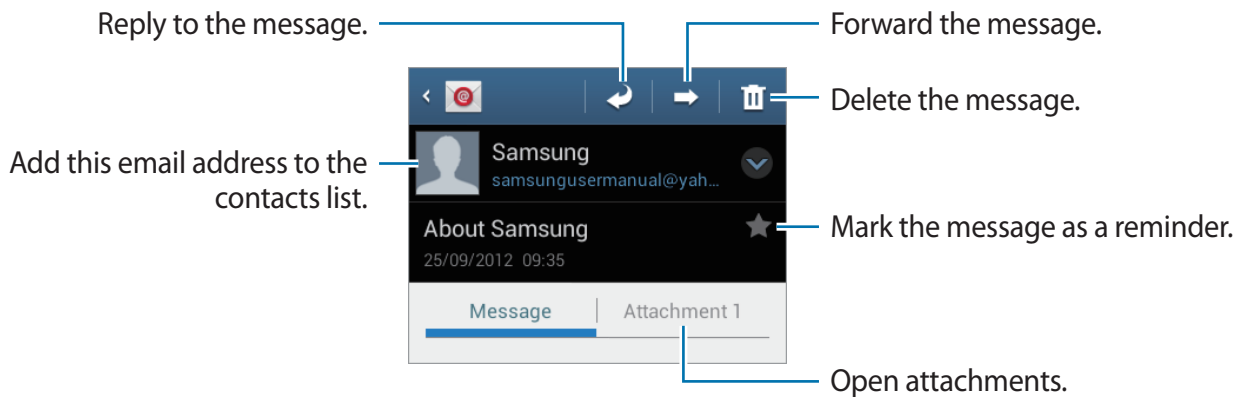 Reply to the message.
Forward the message.
Delete the message.
Add this email address to the
contacts list.
Samsung
samsungusermanual@yah...
About Samsung
25/09/2012 09:35
Mark the message as a reminder.
Message
Attachment 1
Open attachments.